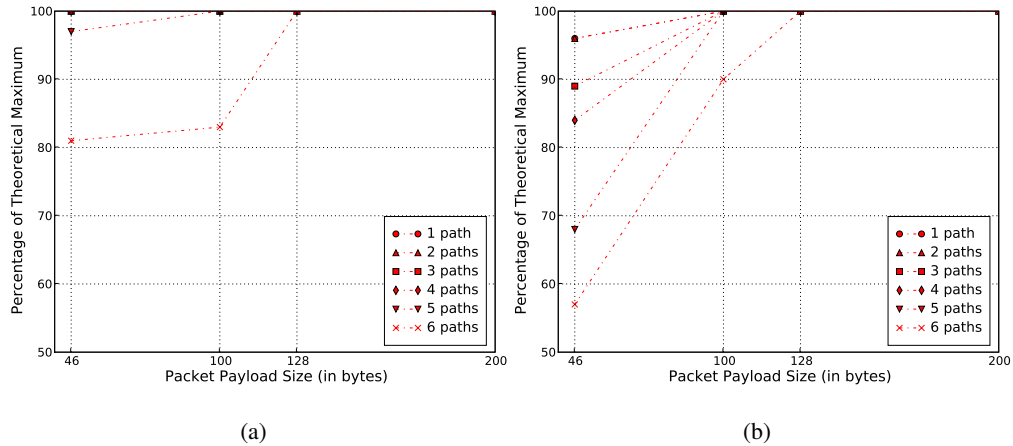 Percentage of Theoretical Maximum
100
90
80
70
60
50
46
100
128
200
Packet Payload Size (in bytes)
1 path
2 paths
3 paths
4 paths
5 paths
6 paths
(a)
Percentage of Theoretical Maximum
100
90
80
70
60
50
46
100
128
200
Packet Payload Size (in bytes)
1 path
2 paths
3 paths
4 paths
5 paths
6 paths
(b)